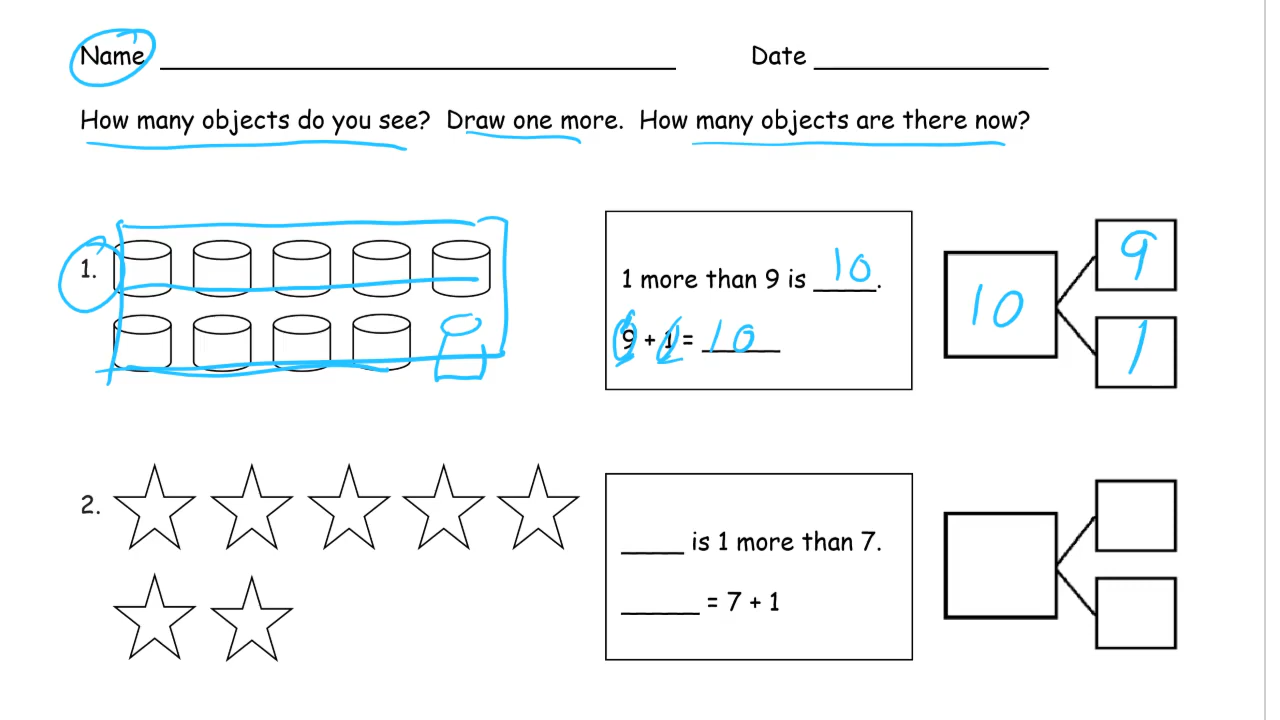 Name ____________ Date ____________
How many objects do you see? Draw one more. How many objects are there now?
1.
1 more than 9 is 10.
9 + 1 = 10
10
9
1
2.
_____ is 1 more than 7.
______ = 7 + 1